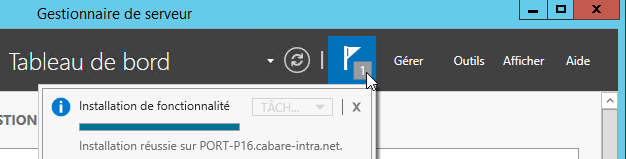 Gestionnaire de serveur
Tableau de bord
1
Gérer Outils Afficher Aide
Installation de fonctionnalité
TÂCH...
X
STION
Installation réussie sur PORT-P16.cabare-intra.net.